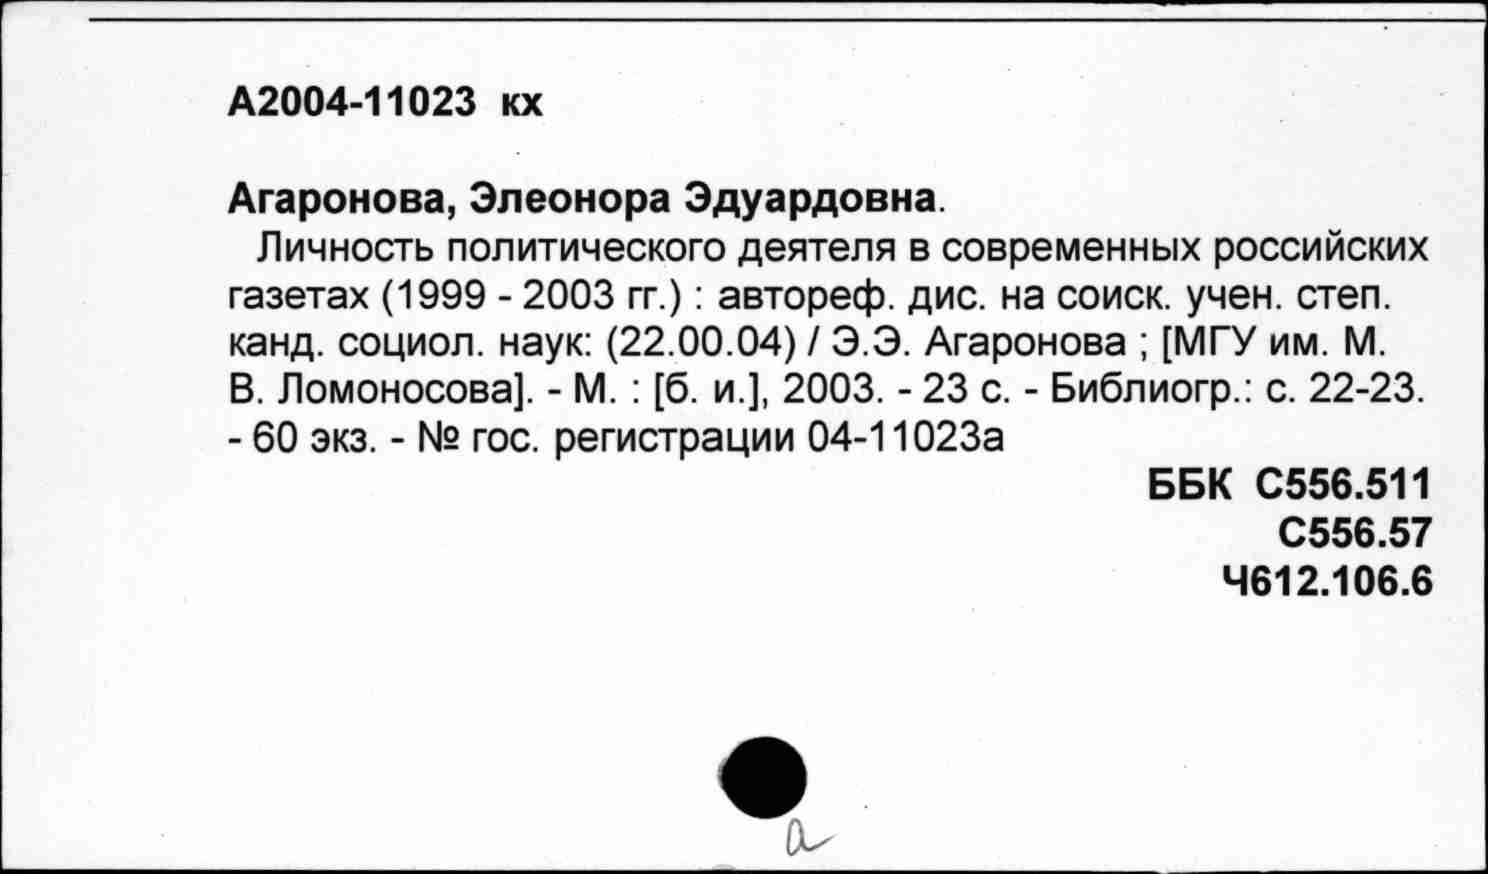 А2004-11023 кх
Агаронова, Элеонора Эдуардовна.
Личность политического деятеля в современных российских
газетах (1999 - 2003 гг.) : автореф. дис. на соиск. учен. степ.
канд. социол. наук: (22.00.04) / Э.Э. Агаронова ; [МГУ им. М.
В. Ломоносова]. - М. : [б. и.], 2003. - 23 с. - Библиогр.: с. 22-23.
- 60 экз. - № гос. регистрации 04-11023а
ББК С556.511
С556.57
Ч612.106.6
а